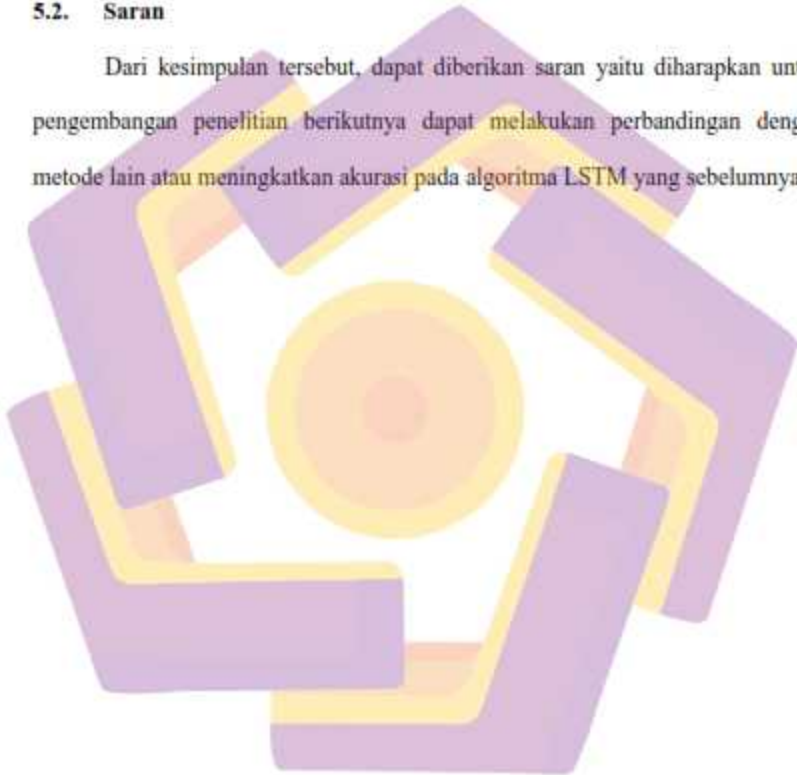 5.2. Saran
Dari kesimpulan tersebut, dapat diberikan saran yaitu diharapkan unt
pengembangan penelitian berikutnya dapat melakukan perbandingan deng
metode lain atau meningkatkan akurasi pada algoritma LSTM yang sebelumnya